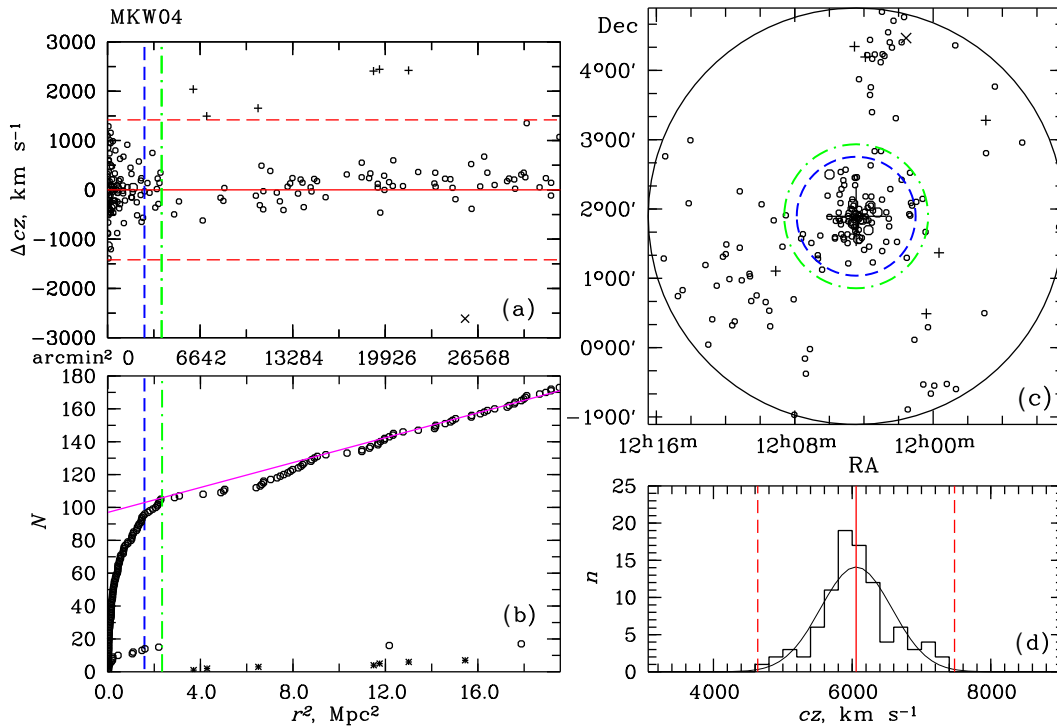 MKW04
3000
2000
1000
0
−1000
−2000
−3000
Δcz, km s⁻¹
(a)
arcmin² 0 6642 13284 19926 26568
180
160
140
120
100
80
60
40
20
0
N
(b)
0.0 4.0 8.0 12.0 16.0
r², Mpc²
Dec
4°00′
3°00′
2°00′
1°00′
0°00′
−1°00′
(c)
12ʰ16ᵐ 12ʰ08ᵐ 12ʰ00ᵐ
RA
25
20
15
10
5
0
n
(d)
4000 6000 8000
cz, km s⁻¹